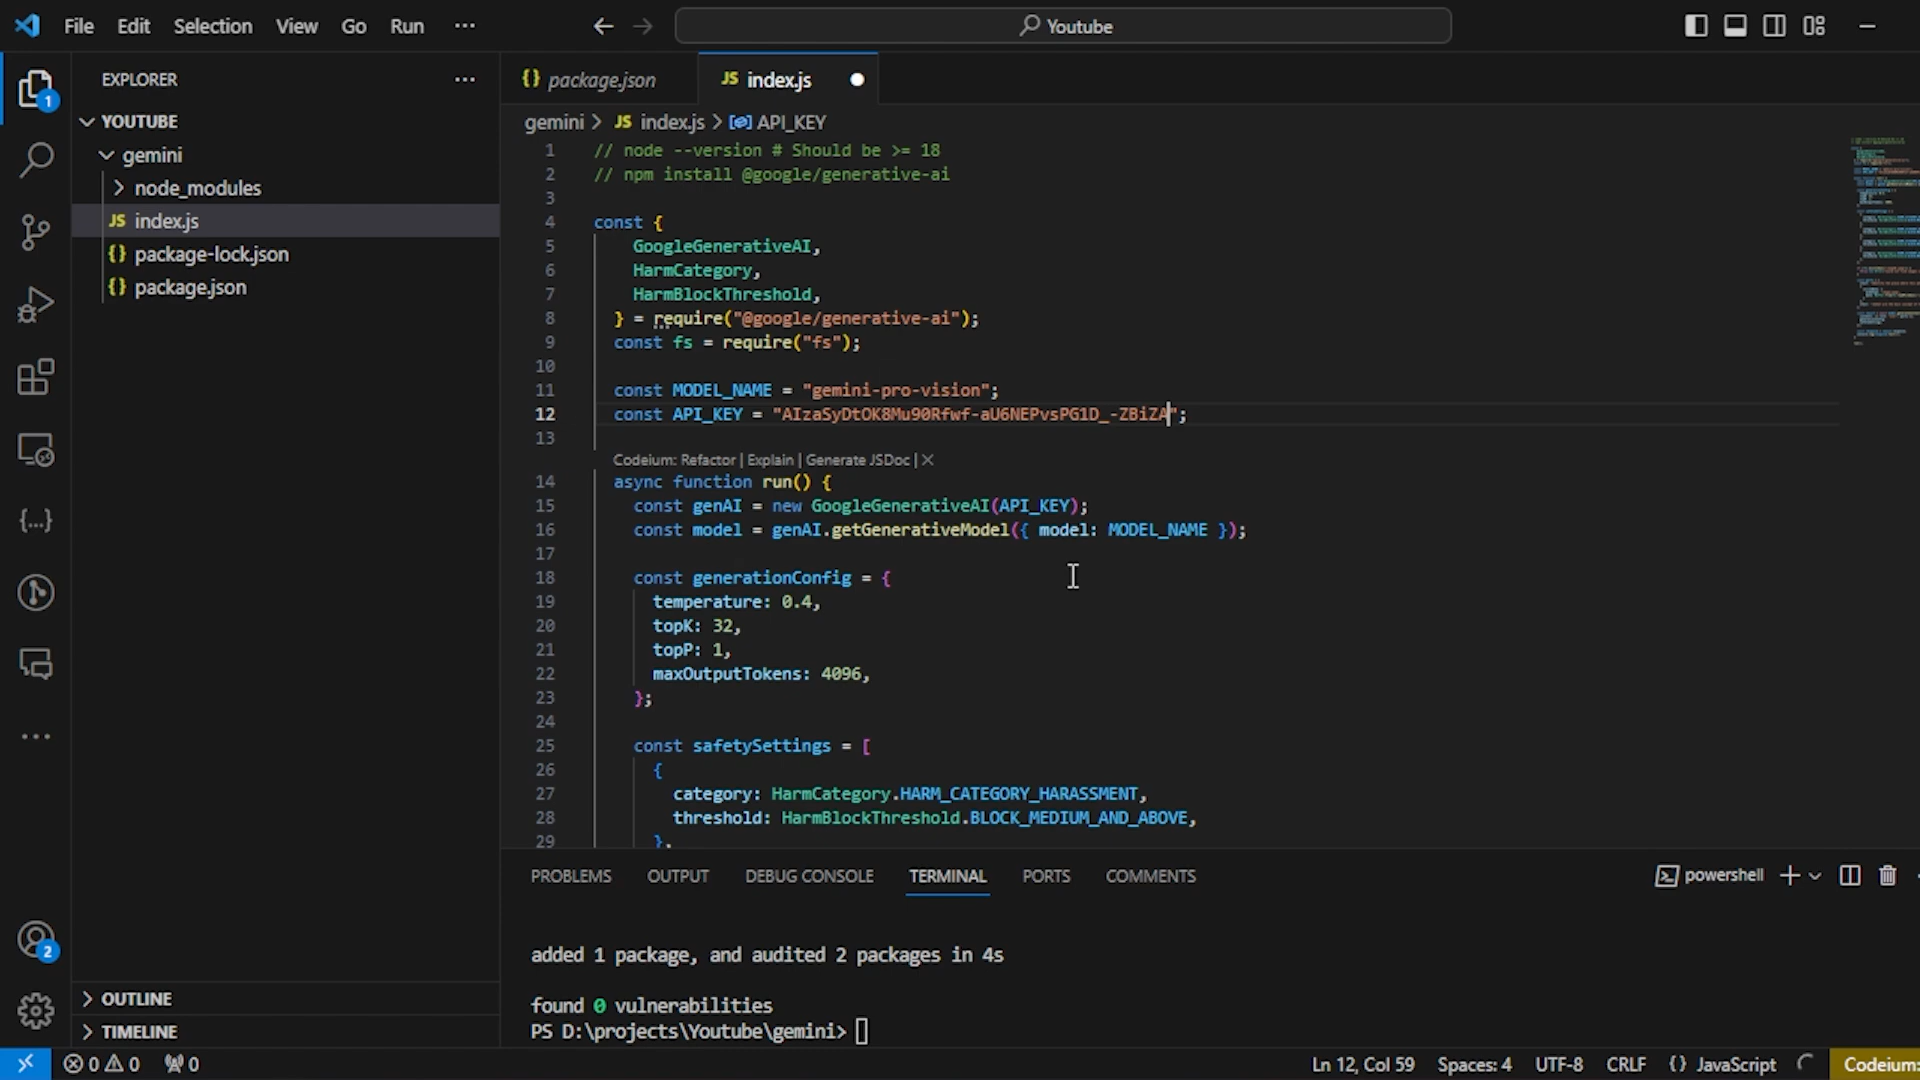 File Edit Selection View Go Run ... Youtube
EXPLORER ...
1
YOUTUBE
gemini
node_modules
JS index.js
{} package-lock.json
{} package.json
2
OUTLINE
TIMELINE
{} package.json JS index.js
gemini > JS index.js > API_KEY
1 // node --version # Should be >= 18
2 // npm install @google/generative-ai
3
4 const {
5 GoogleGenerativeAI,
6 HarmCategory,
7 HarmBlockThreshold,
8 } = require("@google/generative-ai");
9 const fs = require("fs");
10
11 const MODEL_NAME = "gemini-pro-vision";
12 const API_KEY = "AIzaSyDtOK8Mu90Rfwf-aU6NEPvsPG1D_-ZBiZA";
13
Codeium: Refactor | Explain | Generate JSDoc | X
14 async function run() {
15 const genAI = new GoogleGenerativeAI(API_KEY);
16 const model = genAI.getGenerativeModel({ model: MODEL_NAME });
17
18 const generationConfig = {
19 temperature: 0.4,
20 topK: 32,
21 topP: 1,
22 maxOutputTokens: 4096,
23 };
24
25 const safetySettings = [
26 {
27 category: HarmCategory.HARM_CATEGORY_HARASSMENT,
28 threshold: HarmBlockThreshold.BLOCK_MEDIUM_AND_ABOVE,
29 },
PROBLEMS OUTPUT DEBUG CONSOLE TERMINAL PORTS COMMENTS powershell
added 1 package, and audited 2 packages in 4s
found 0 vulnerabilities
PS D:\projects\Youtube\gemini>
0 0 0 Ln 12, Col 59 Spaces: 4 UTF-8 CRLF {} JavaScript Codeium: